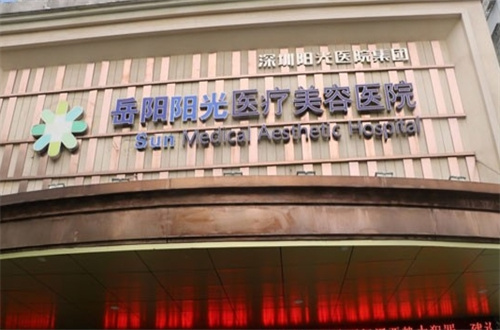 深圳阳光医院集团
岳阳阳光医疗美容医院
Sun Medical Aesthetic Hospital